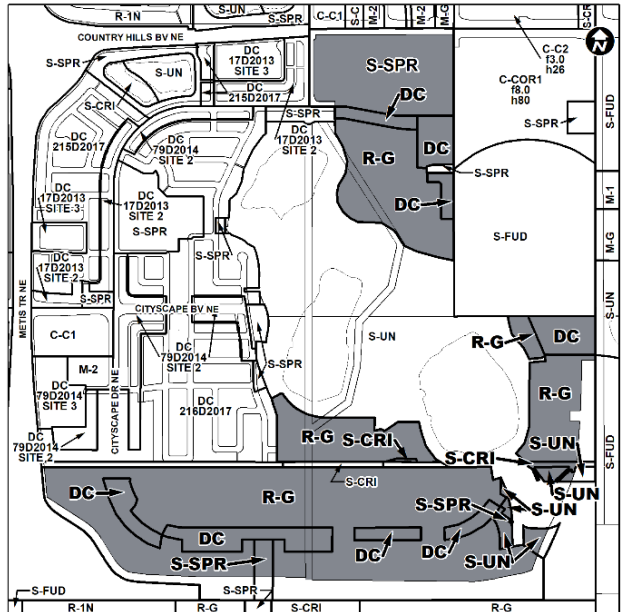 R-1N
S-UN
S-SPR
C-C1
S-C
M-2
M-2
M-G
S-CRI
COUNTRY HILLS BV NE
S-SPR
S-UN
DC
17D2013
SITE 3
S-CRI
DC
215D2017
C-C2
f3.0
h26
C-COR1
f8.0
h80
N
S-SPR
DC
DC
S-SPR
S-FUD
DC
215D2017
DC
79D2014
SITE 2
S-SPR
DC
17D2013
SITE 2
DC
R-G
S-SPR
DC
17D2013
SITE 3
DC
17D2013
SITE 2
S-SPR
DC
M-1
S-SPR
S-FUD
M-G
DC
17D2013
SITE 2
S-SPR
S-UN
METIS TR NE
CITYSCAPE BV NE
C-C1
DC
79D2014
SITE 2
S-UN
R-G
DC
S-SPR
M-2
R-G
DC
79D2014
SITE 3
DC
216D2017
CITYSCAPE DR NE
DC
79D2014
SITE 2
R-G
S-CRI
S-UN
S-FUD
S-CRI
S-UN
S-CRI
R-G
DC
S-UN
S-SPR
DC
DC
DC
S-UN
S-SPR
S-FUD
S-SPR
R-1N
R-G
S-CRI
R-G